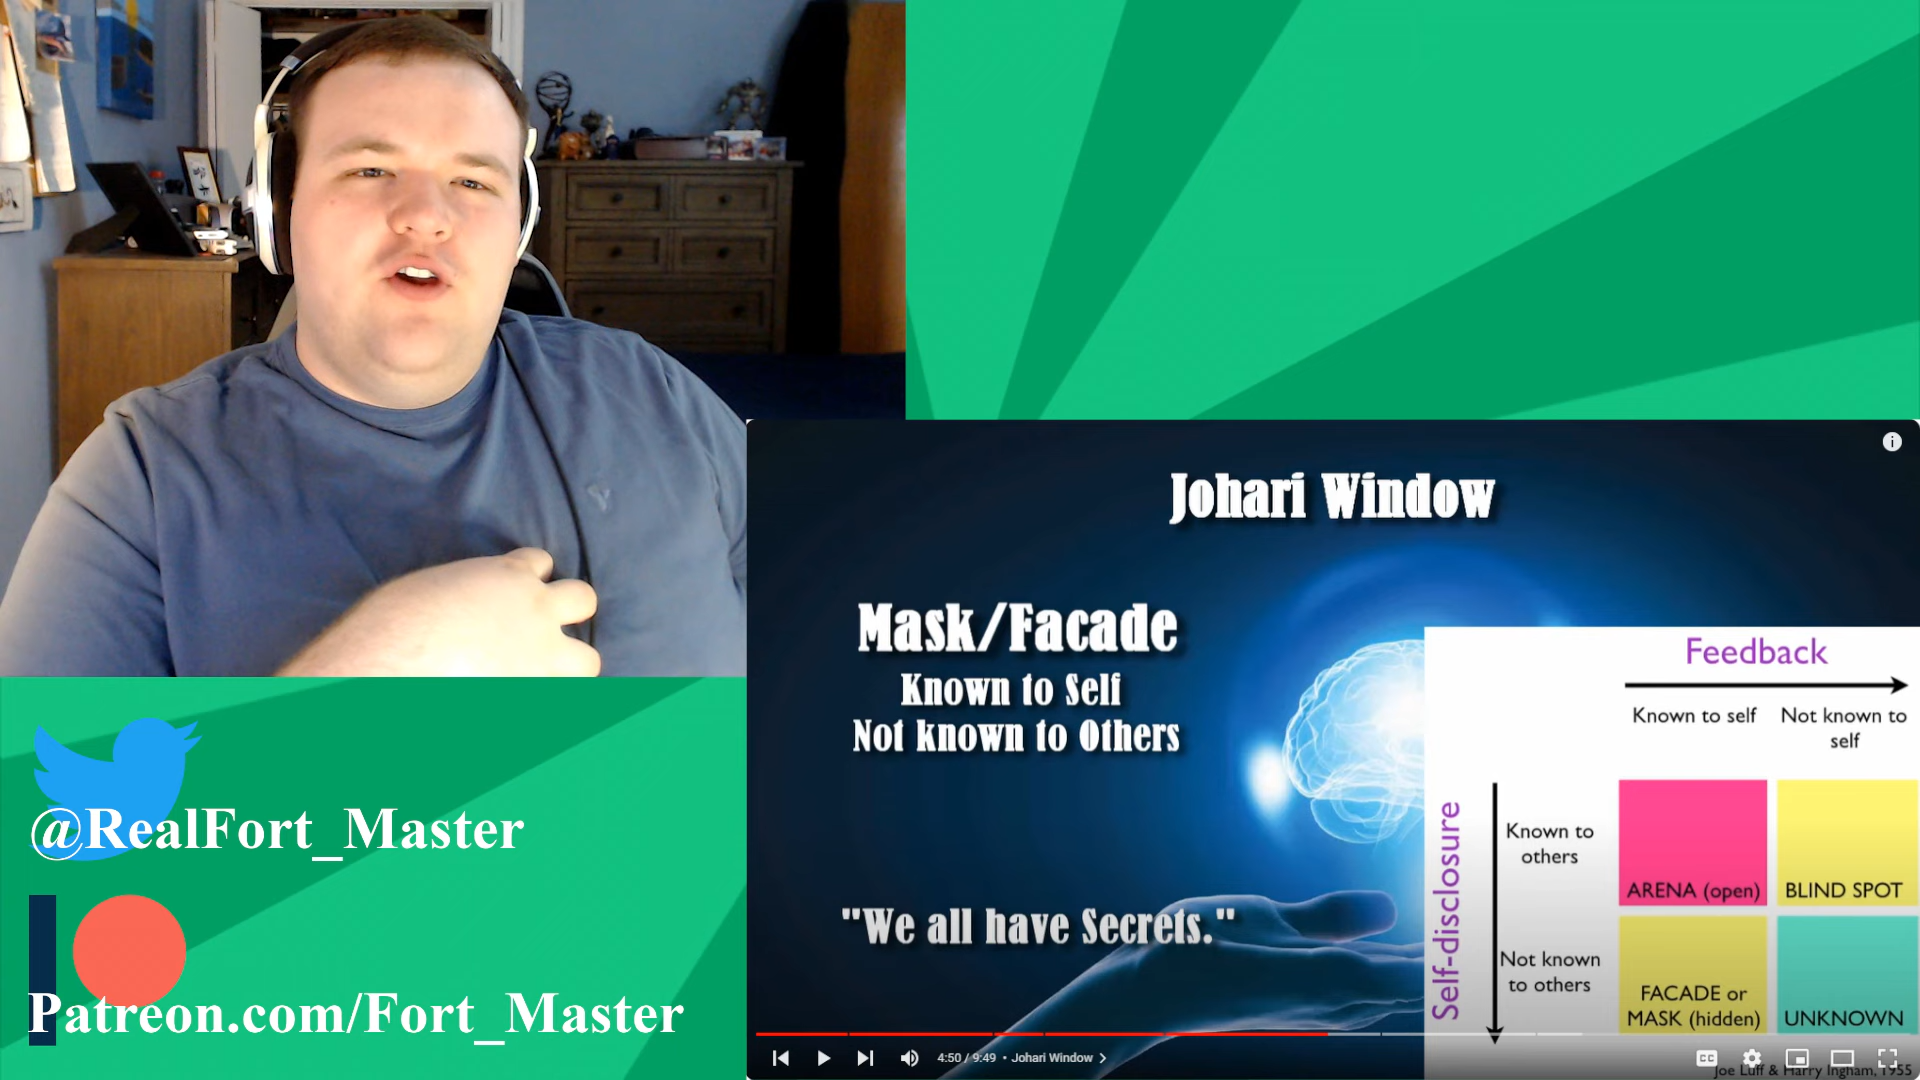 @RealFort_Master
Patreon.com/Fort_Master
Johari Window
Mask/Facade
Known to Self
Not known to Others
"We all have Secrets."
Feedback
Known to self
Not known to
self
Self-disclosure
Known to
others
ARENA (open)
BLIND SPOT
Not known
to others
FACADE or
MASK (hidden)
UNKNOWN
Joe Luft & Harry Ingham, 1955
4:50 / 9:49 • Johari Window >
CC